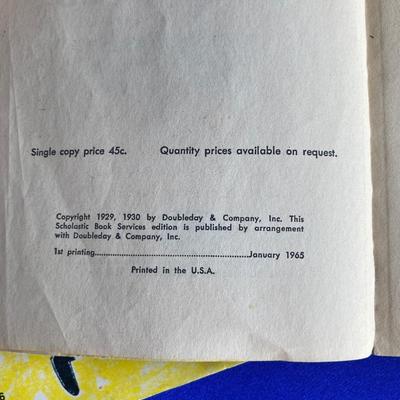 Single copy price 45c. Quantity prices available on request.
Copyright 1929, 1930 by Doubleday & Company, Inc. This
Scholastic Book Services edition is published by arrangement
with Doubleday & Company, Inc.
1st printing.......................................................January 1965
Printed in the U.S.A.